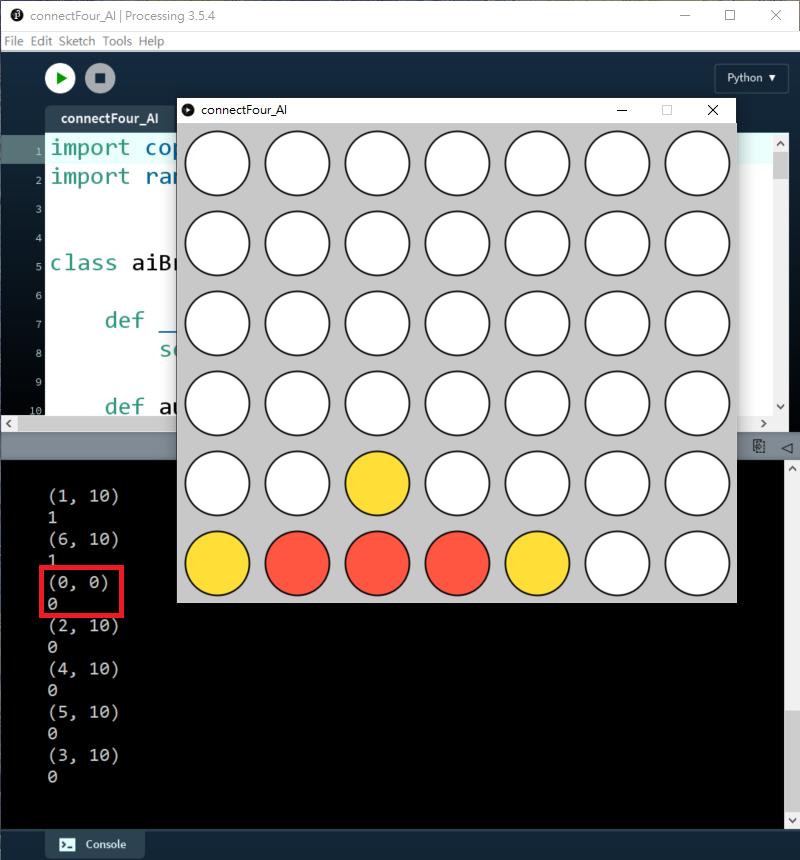 connectFour_AI | Processing 3.5.4
File Edit Sketch Tools Help
Python ▼
connectFour_AI
connectFour_AI
1 import cop
2 import ran
3
4
5 class aiBr
6
7 def __
8 se
9
10 def au
(1, 10)
1
(6, 10)
1
(0, 0)
0
(2, 10)
0
(4, 10)
0
(5, 10)
0
(3, 10)
0
Console